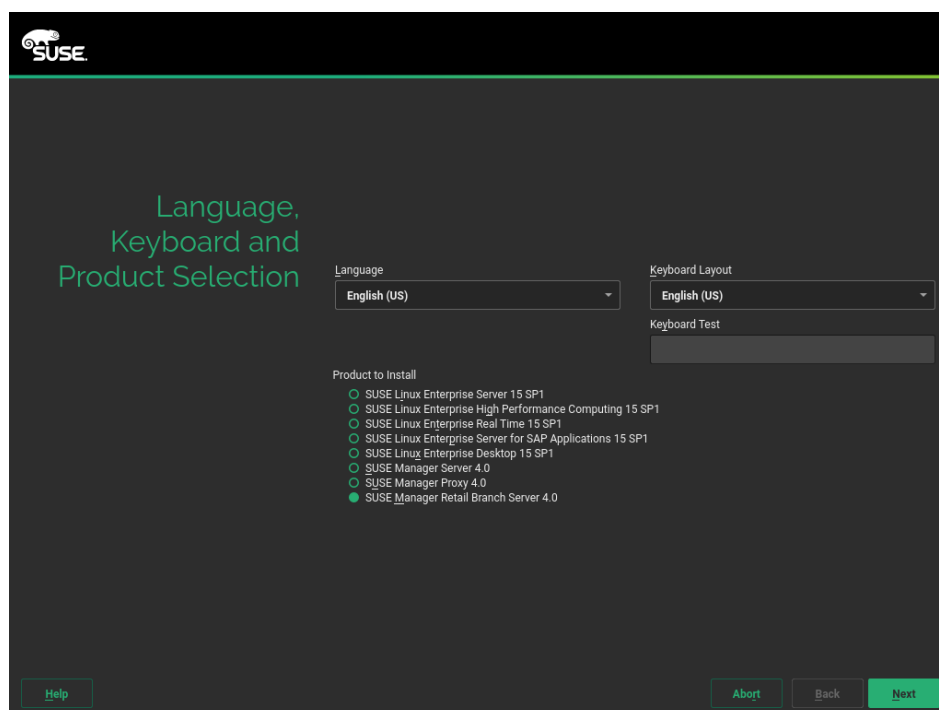 SUSE.
Language,
Keyboard and
Product Selection
Language
English (US)
Keyboard Layout
English (US)
Keyboard Test
Product to Install
SUSE Linux Enterprise Server 15 SP1
SUSE Linux Enterprise High Performance Computing 15 SP1
SUSE Linux Enterprise Real Time 15 SP1
SUSE Linux Enterprise Server for SAP Applications 15 SP1
SUSE Linux Enterprise Desktop 15 SP1
SUSE Manager Server 4.0
SUSE Manager Proxy 4.0
SUSE Manager Retail Branch Server 4.0
Help
Abort
Back
Next